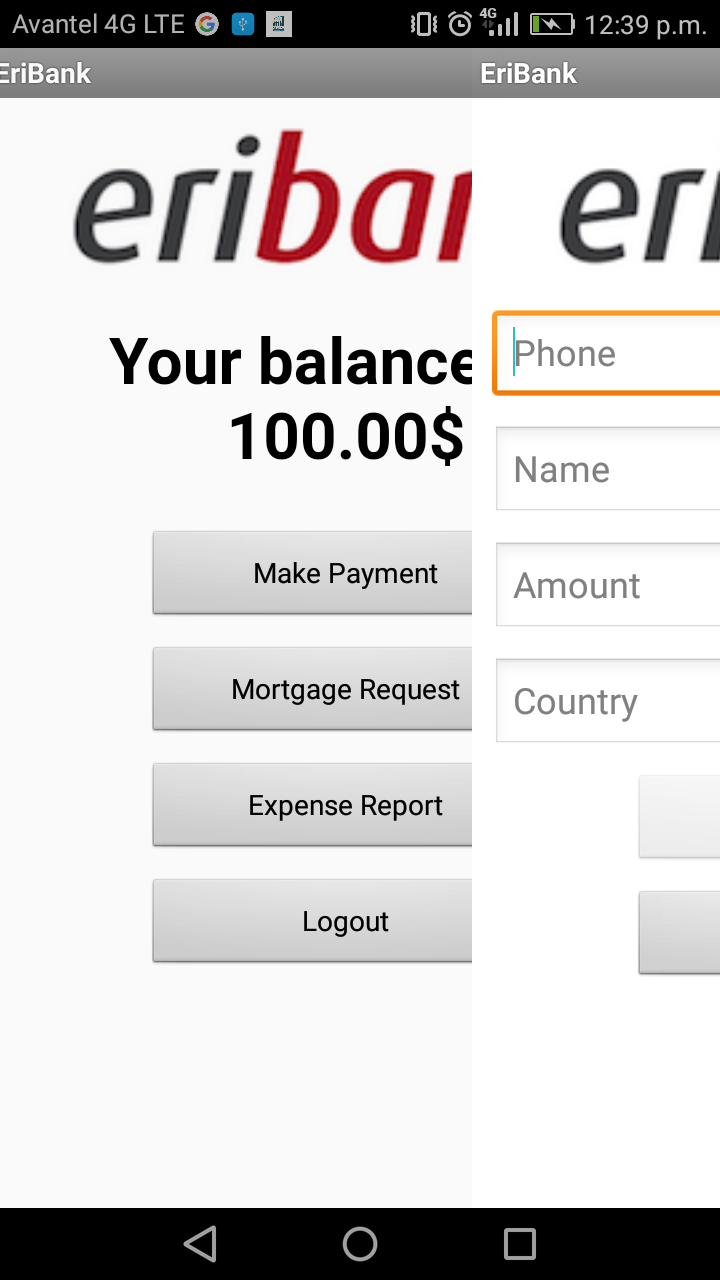 Avantel 4G LTE 4G 12:39 p.m.
EriBank
eriban
Your balance
100.00$
Make Payment
Mortgage Request
Expense Report
Logout
EriBank
eri
Phone
Name
Amount
Country